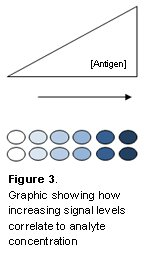 [Antigen]
Figure 3.
Graphic showing how
increasing signal levels
correlate to analyte
concentration